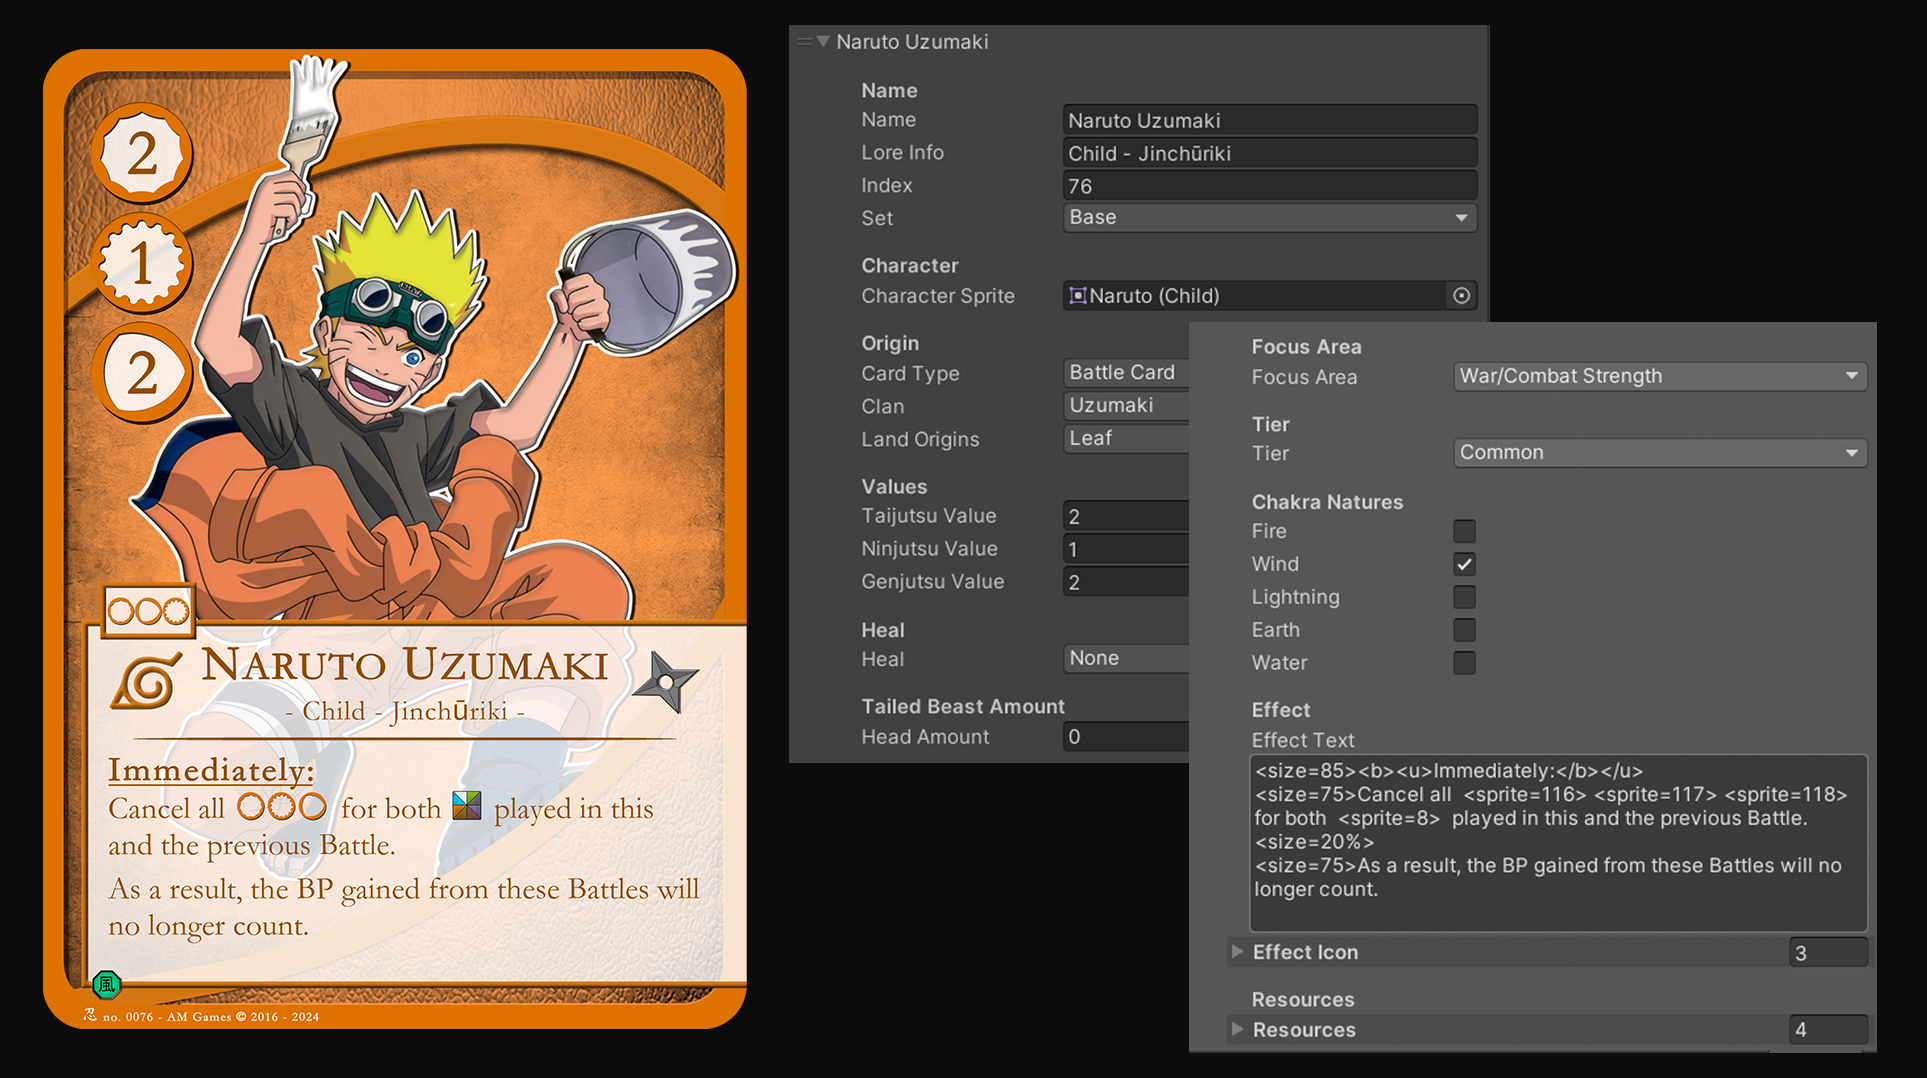 2
1
2
NARUTO UZUMAKI
- Child - Jinchūriki -
Immediately:
Cancel all for both played in this
and the previous Battle.
As a result, the BP gained from these Battles will
no longer count.
風
忍 no. 0076 - AM Games © 2016 - 2024
Naruto Uzumaki
Name
Name Naruto Uzumaki
Lore Info Child - Jinchūriki
Index 76
Set Base
Character
Character Sprite Naruto (Child)
Origin
Card Type Battle Card
Clan Uzumaki
Land Origins Leaf
Values
Taijutsu Value 2
Ninjutsu Value 1
Genjutsu Value 2
Heal
Heal None
Tailed Beast Amount
Head Amount 0
Focus Area
Focus Area War/Combat Strength
Tier
Tier Common
Chakra Natures
Fire
Wind
Lightning
Earth
Water
Effect
Effect Text
<size=85><b><u>Immediately:</b></u>
<size=75>Cancel all <sprite=116> <sprite=117> <sprite=118>
for both <sprite=8> played in this and the previous Battle.
<size=20%>
<size=75>As a result, the BP gained from these Battles will no
longer count.
Effect Icon 3
Resources
Resources 4